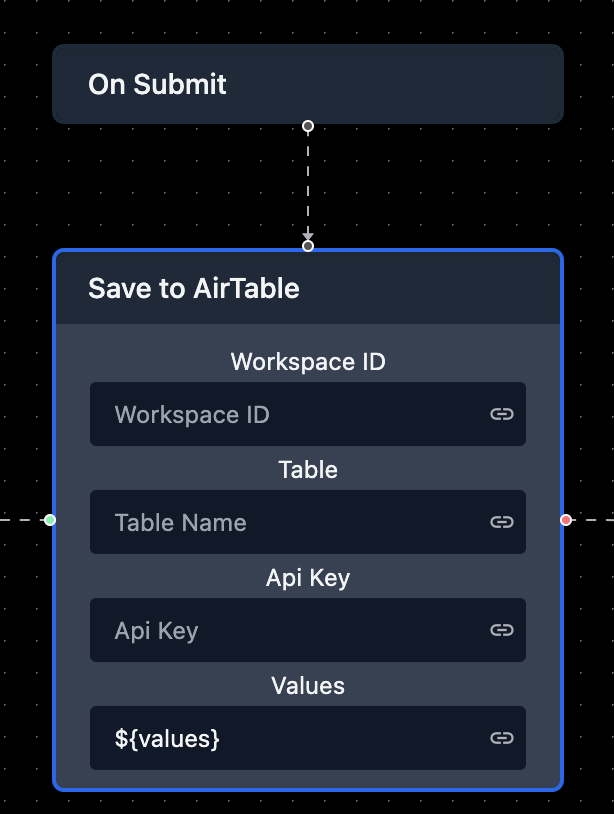 On Submit
Save to AirTable
Workspace ID
Workspace ID
Table
Table Name
Api Key
Api Key
Values
${values}